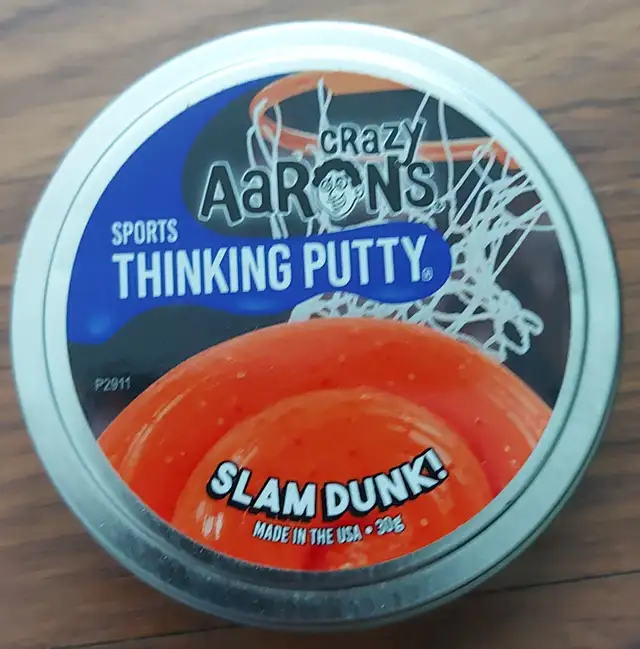 CRAZY
AARONS
SPORTS
THINKING PUTTY®
P2911
SLAM DUNK!
MADE IN THE USA • 30g